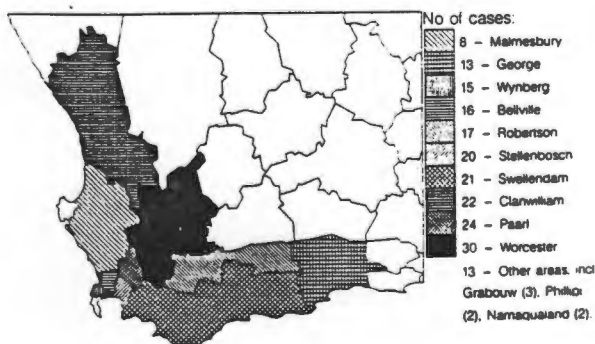 No of cases:
8 - Malmesbury
13 - George
15 - Wynberg
16 - Bellville
17 - Robertson
20 - Stellenbosch
21 - Swellendam
22 - Clanwilliam
24 - Paarl
30 - Worcester
13 - Other areas, incl
Grabouw (3), Philipi
(2), Namaqualand (2).